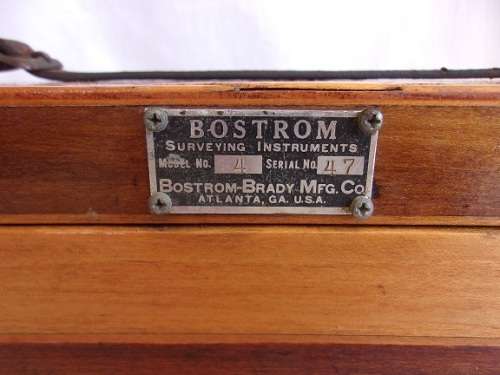 BOSTROM
SURVEYING INSTRUMENTS
MODEL NO. 4 SERIAL NO. 47
BOSTROM-BRADY MFG. CO
ATLANTA, GA. U.S.A.